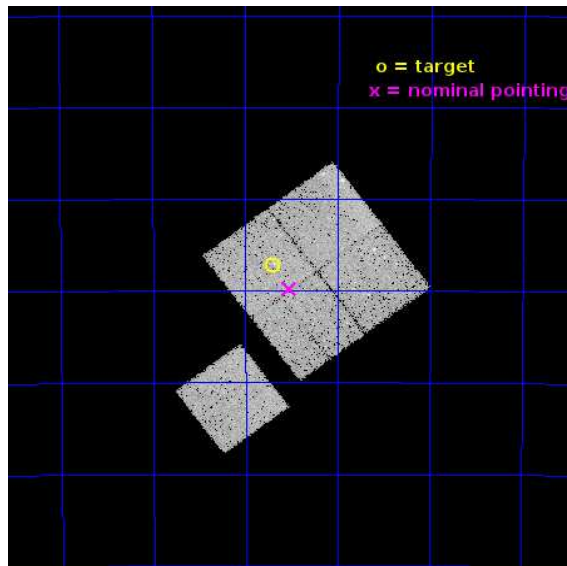 o = target
x = nominal pointing